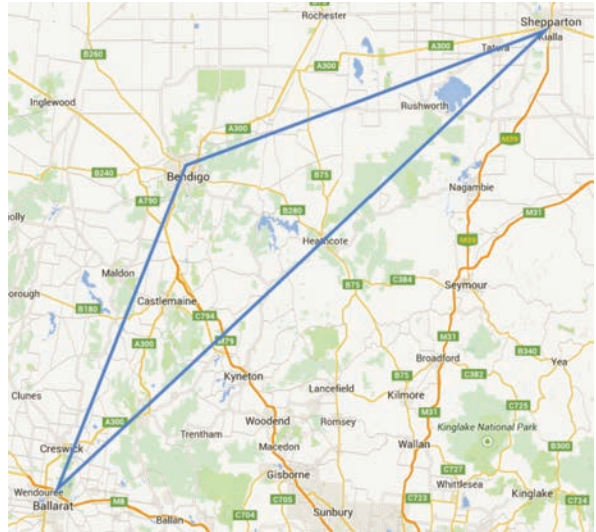 Rochester
Shepparton
Kialla
A300
Tatura
B260
A300
Inglewood
Rushworth
A300
M39
Bendigo
B240
B75
A790
Nagambie
B280
M31
Heathcote
M39
Maldon
C384
Seymour
B75
Castlemaine
B180
C794
M31
A300
M79
B340
Broadford
Yea
Kyneton
B75
C382
Clunes
Lancefield
Kilmore
C725
M31
A300
Woodend
Romsey
Trentham
Kinglake National Park
Creswick
Macedon
Wallan
B300
Gisborne
C727
Wendouree
Whittlesea
Kinglake
Ballarat
M8
C705
C723
C724
C704
Sunbury
Ballan